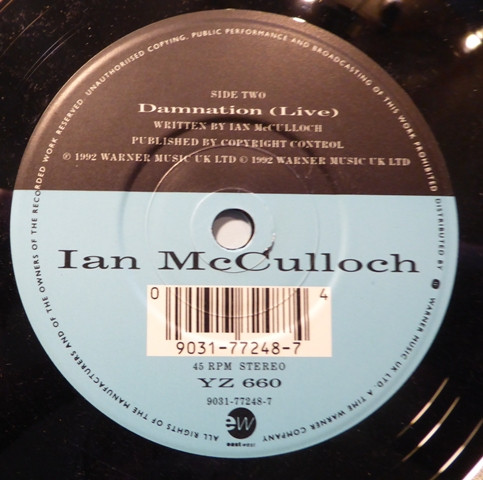 SIDE TWO
Damnation (Live)
WRITTEN BY IAN McCULLOCH
PUBLISHED BY COPYRIGHT CONTROL
℗ 1992 WARNER MUSIC UK LTD © 1992 WARNER MUSIC UK LTD
Ian McCulloch
0 4
9031-77248-7
45 RPM STEREO
YZ 660
9031-77248-7
ew
east west
ALL RIGHTS OF THE MANUFACTURERS AND OF THE OWNERS OF THE RECORDED WORK RESERVED. UNAUTHORIISED COPYING, PUBLIC PERFORMANCE AND BROADCASTING OF THIS WORK PROHIBITED DISTRIBUTED BY WARNER MUSIC UK LTD. A TIME WARNER COMPANY